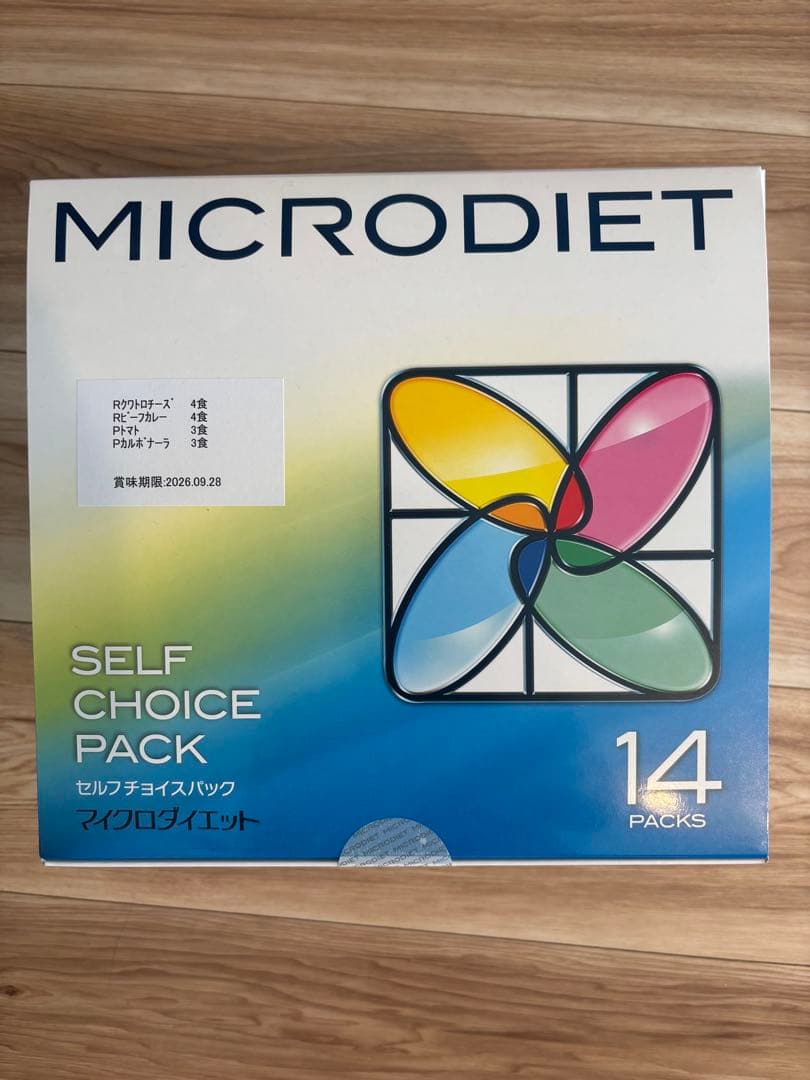 MICRODIET
Rｸﾜﾄﾛﾁｰｽﾞ 4食
Rﾋﾞｰﾌｶﾚｰ 4食
Pﾄﾏﾄ 3食
Pｶﾙﾎﾞﾅｰﾗ 3食
賞味期限:2026.09.28
SELF
CHOICE
PACK
セルフチョイスパック
マイクロダイエット
14
PACKS
MICRODIET MICRODIET